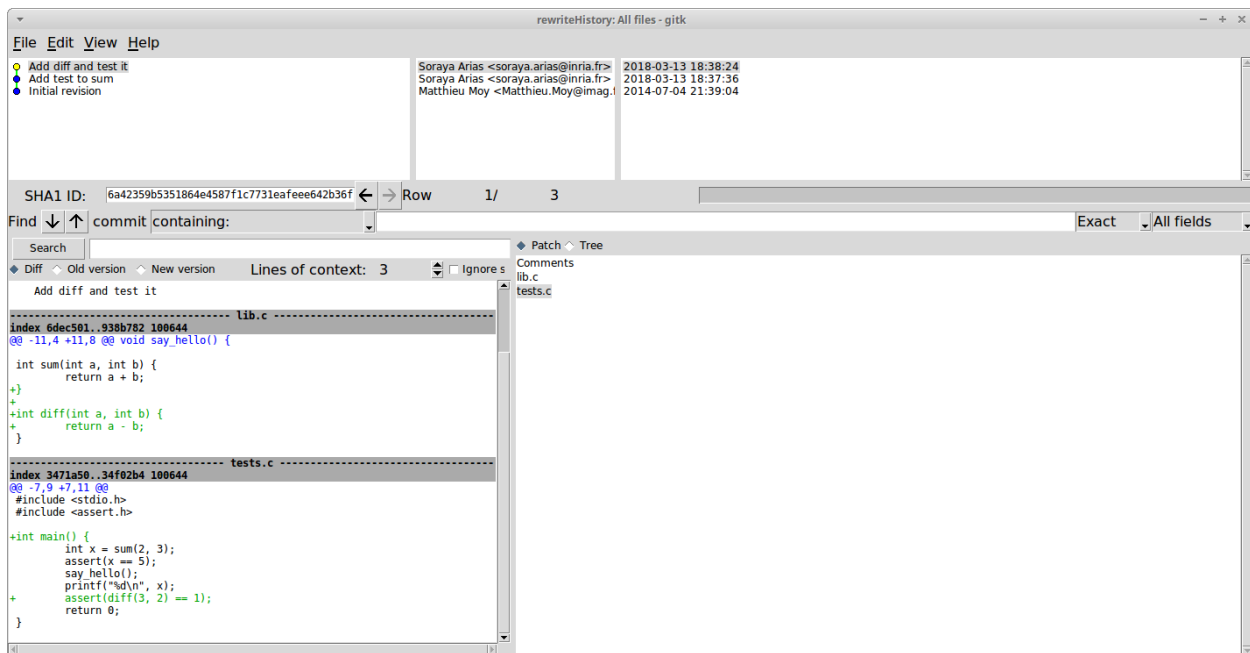 rewriteHistory: All files - gitk
File Edit View Help
Add diff and test it Soraya Arias <soraya.arias@inria.fr> 2018-03-13 18:38:24
Add test to sum Soraya Arias <soraya.arias@inria.fr> 2018-03-13 18:37:36
Initial revision Matthieu Moy <Matthieu.Moy@imag.f 2014-07-04 21:39:04
SHA1 ID: 6a42359b5351864e4587f1c7731eafeee642b36f Row 1/ 3
Find commit containing: Exact All fields
Search
Patch Tree
Diff Old version New version Lines of context: 3 Ignore s
Comments
lib.c
tests.c
Add diff and test it
----------------------------------- lib.c -----------------------------------
index 6dec501..938b782 100644
@@ -11,4 +11,8 @@ void say_hello() {
int sum(int a, int b) {
return a + b;
+}
+
+int diff(int a, int b) {
+ return a - b;
}
---------------------------------- tests.c ----------------------------------
index 3471a50..34f02b4 100644
@@ -7,9 +7,11 @@
#include <stdio.h>
#include <assert.h>
+int main() {
int x = sum(2, 3);
assert(x == 5);
say_hello();
printf("%d\n", x);
+ assert(diff(3, 2) == 1);
return 0;
}